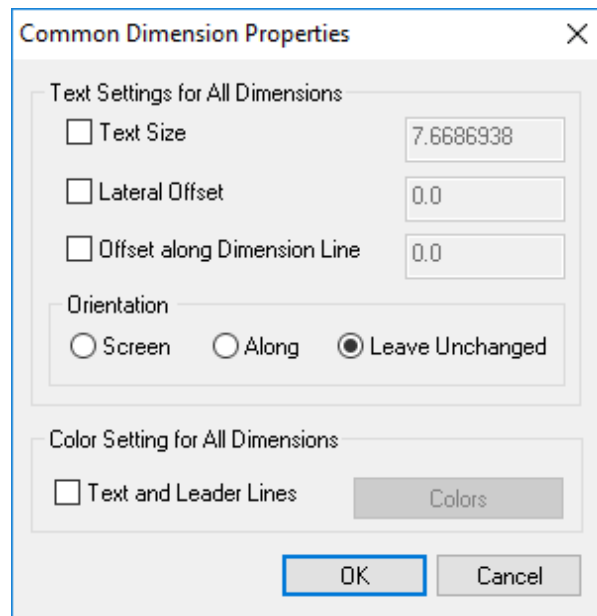 Common Dimension Properties
Text Settings for All Dimensions
Text Size 7.6686938
Lateral Offset 0.0
Offset along Dimension Line 0.0
Orientation
Screen Along Leave Unchanged
Color Setting for All Dimensions
Text and Leader Lines Colors
OK Cancel